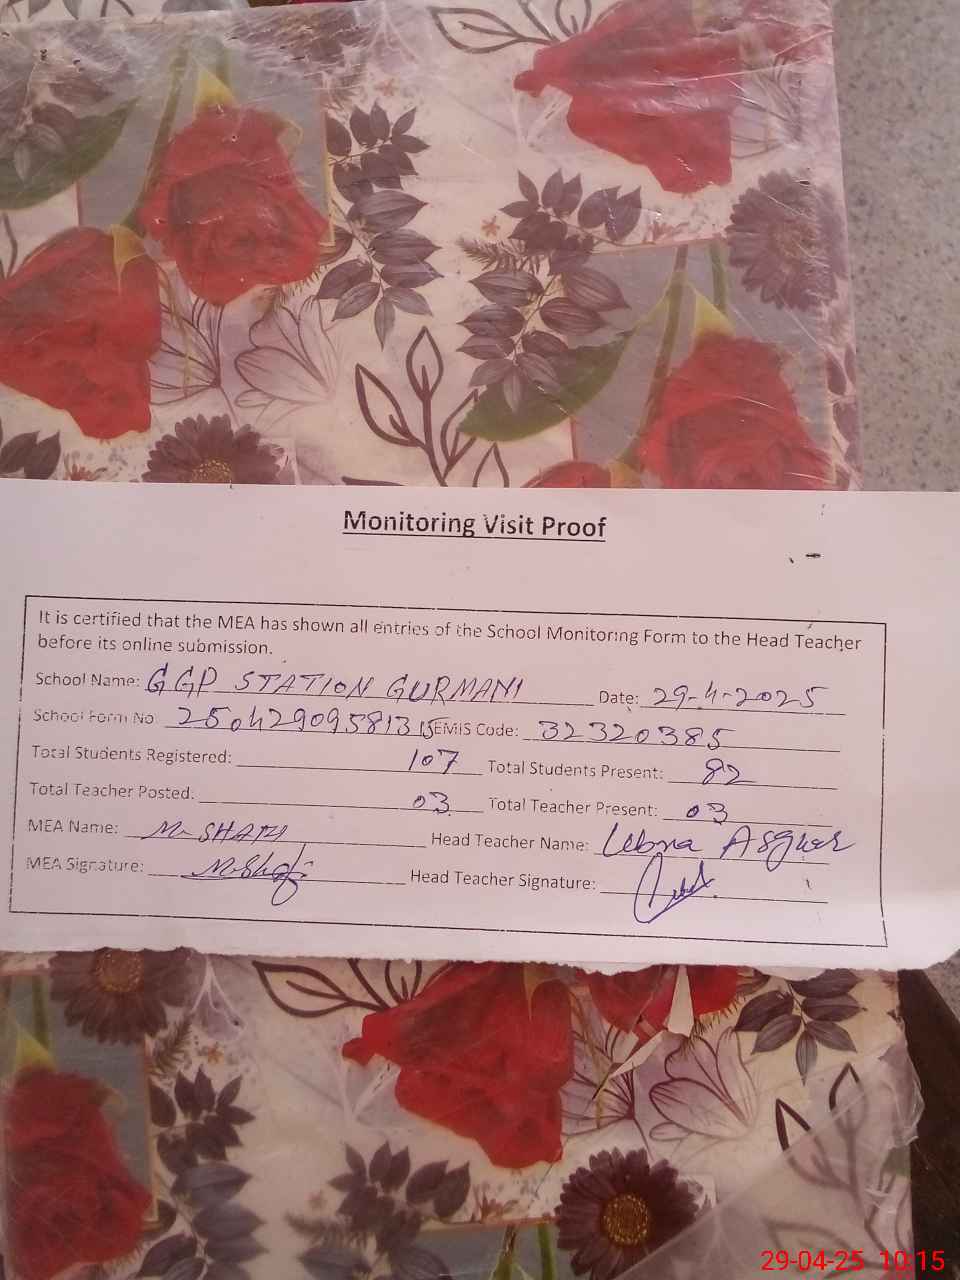 Monitoring Visit Proof
It is certified that the MEA has shown all entries of the School Monitoring Form to the Head Teacher
before its online submission.
School Name: GGP STATION GURMANI Date: 29-4-2025
School Form No 250429095813 EMIS Code: 32320385
Total Students Registered: 107 Total Students Present: 82
Total Teacher Posted: 03 Total Teacher Present: 03
MEA Name: M SHAFI Head Teacher Name: Lubna Asghar
MEA Signature: M.Shafi Head Teacher Signature:
29-04-25 10:15